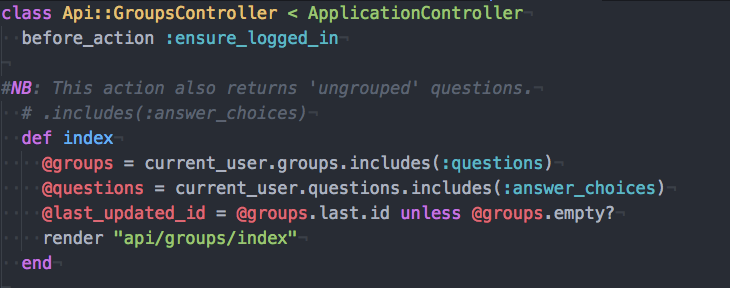 class Api::GroupsController < ApplicationController¬
before_action :ensure_logged_in¬
¬
#NB: This action also returns 'ungrouped' questions.¬
# .includes(:answer_choices)¬
def index¬
@groups = current_user.groups.includes(:questions)¬
@questions = current_user.questions.includes(:answer_choices)¬
@last_updated_id = @groups.last.id unless @groups.empty?¬
render "api/groups/index"¬
end¬